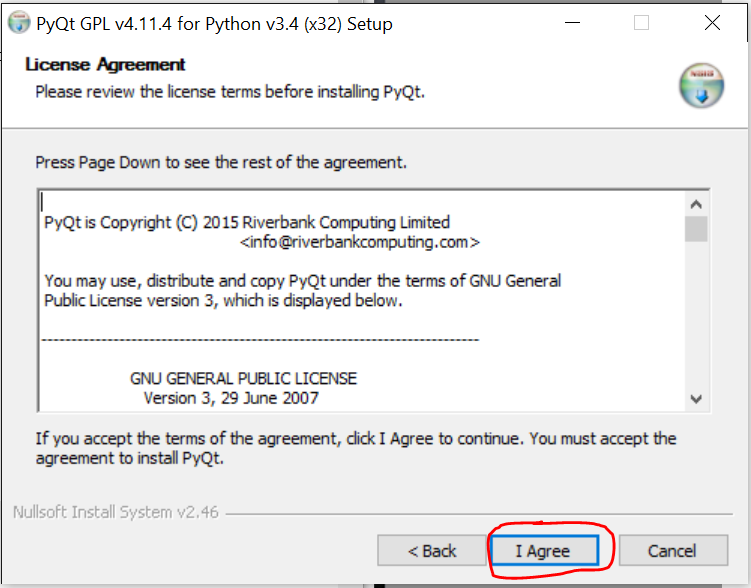 PyQt GPL v4.11.4 for Python v3.4 (x32) Setup
License Agreement
Please review the license terms before installing PyQt.
Press Page Down to see the rest of the agreement.
PyQt is Copyright (C) 2015 Riverbank Computing Limited
<info@riverbankcomputing.com>
You may use, distribute and copy PyQt under the terms of GNU General
Public License version 3, which is displayed below.
------------------------------------------------------------------------
GNU GENERAL PUBLIC LICENSE
Version 3, 29 June 2007
If you accept the terms of the agreement, click I Agree to continue. You must accept the
agreement to install PyQt.
Nullsoft Install System v2.46
< Back
I Agree
Cancel